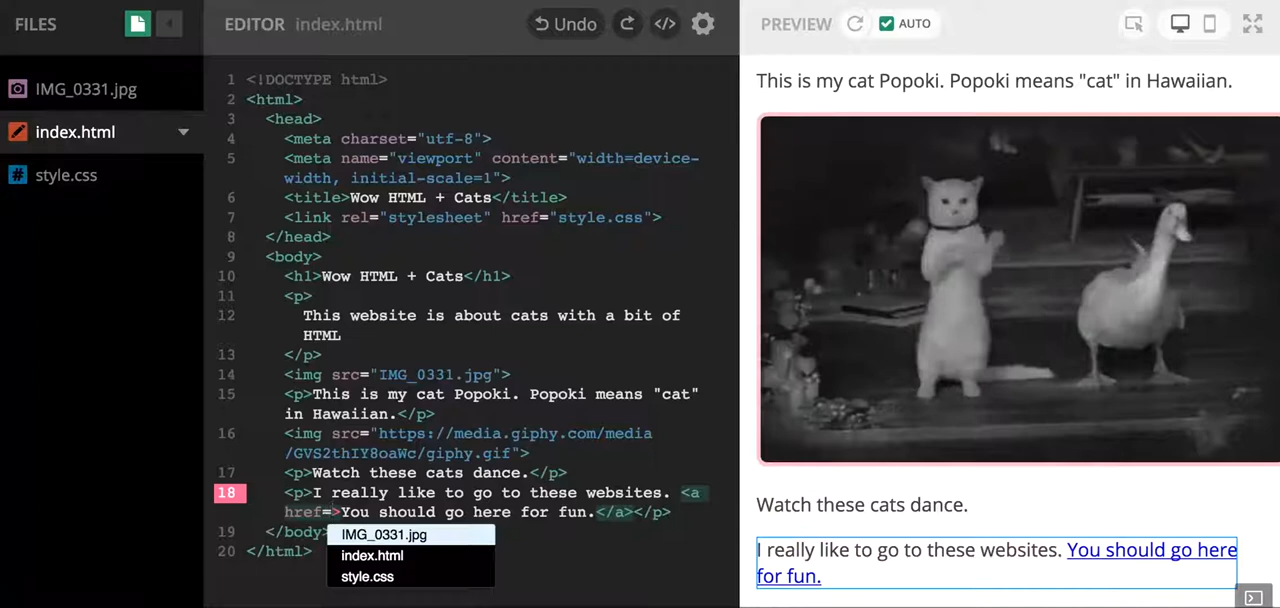 FILES
EDITOR index.html
Undo
</>
PREVIEW
AUTO
IMG_0331.jpg
index.html
style.css
1 <!DOCTYPE html>
2 <html>
3 <head>
4 <meta charset="utf-8">
5 <meta name="viewport" content="width=device-
width, initial-scale=1">
6 <title>Wow HTML + Cats</title>
7 <link rel="stylesheet" href="style.css">
8 </head>
9 <body>
10 <h1>Wow HTML + Cats</h1>
11 <p>
12 This website is about cats with a bit of
HTML
13 </p>
14 <img src="IMG_0331.jpg">
15 <p>This is my cat Popoki. Popoki means "cat"
in Hawaiian.</p>
16 <img src="https://media.giphy.com/media
/GVS2thIY8oaWc/giphy.gif">
17 <p>Watch these cats dance.</p>
18 <p>I really like to go to these websites. <a
href=>You should go here for fun.</a></p>
19 </body>
20 </html>
IMG_0331.jpg
index.html
style.css
This is my cat Popoki. Popoki means "cat" in Hawaiian.
Watch these cats dance.
I really like to go to these websites. You should go here
for fun.